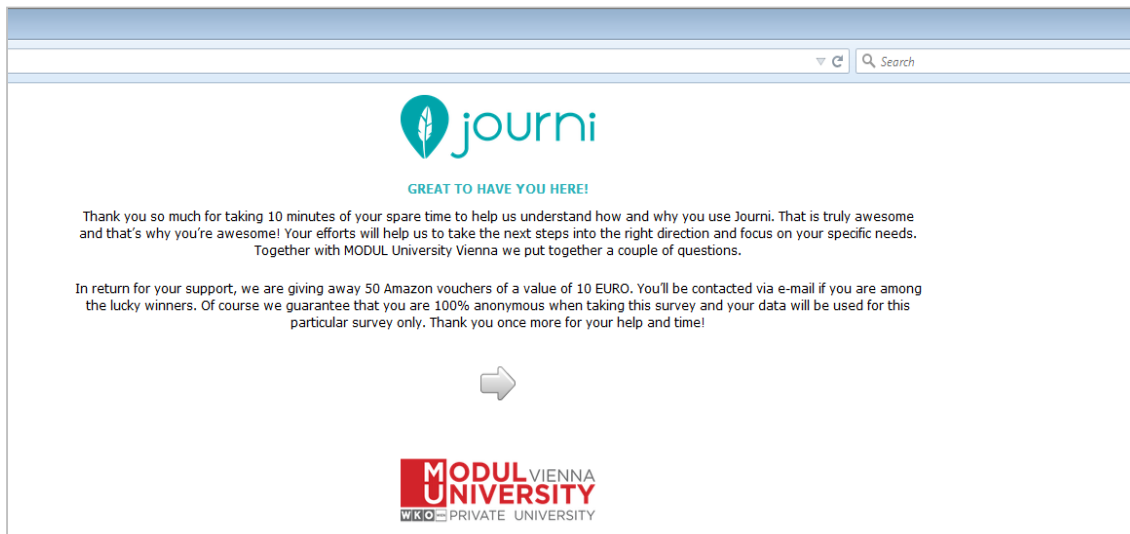 Search
journi
GREAT TO HAVE YOU HERE!
Thank you so much for taking 10 minutes of your spare time to help us understand how and why you use Journi. That is truly awesome
and that's why you're awesome! Your efforts will help us to take the next steps into the right direction and focus on your specific needs.
Together with MODUL University Vienna we put together a couple of questions.
In return for your support, we are giving away 50 Amazon vouchers of a value of 10 EURO. You'll be contacted via e-mail if you are among
the lucky winners. Of course we guarantee that you are 100% anonymous when taking this survey and your data will be used for this
particular survey only. Thank you once more for your help and time!
MODUL VIENNA
UNIVERSITY
WKO PRIVATE UNIVERSITY